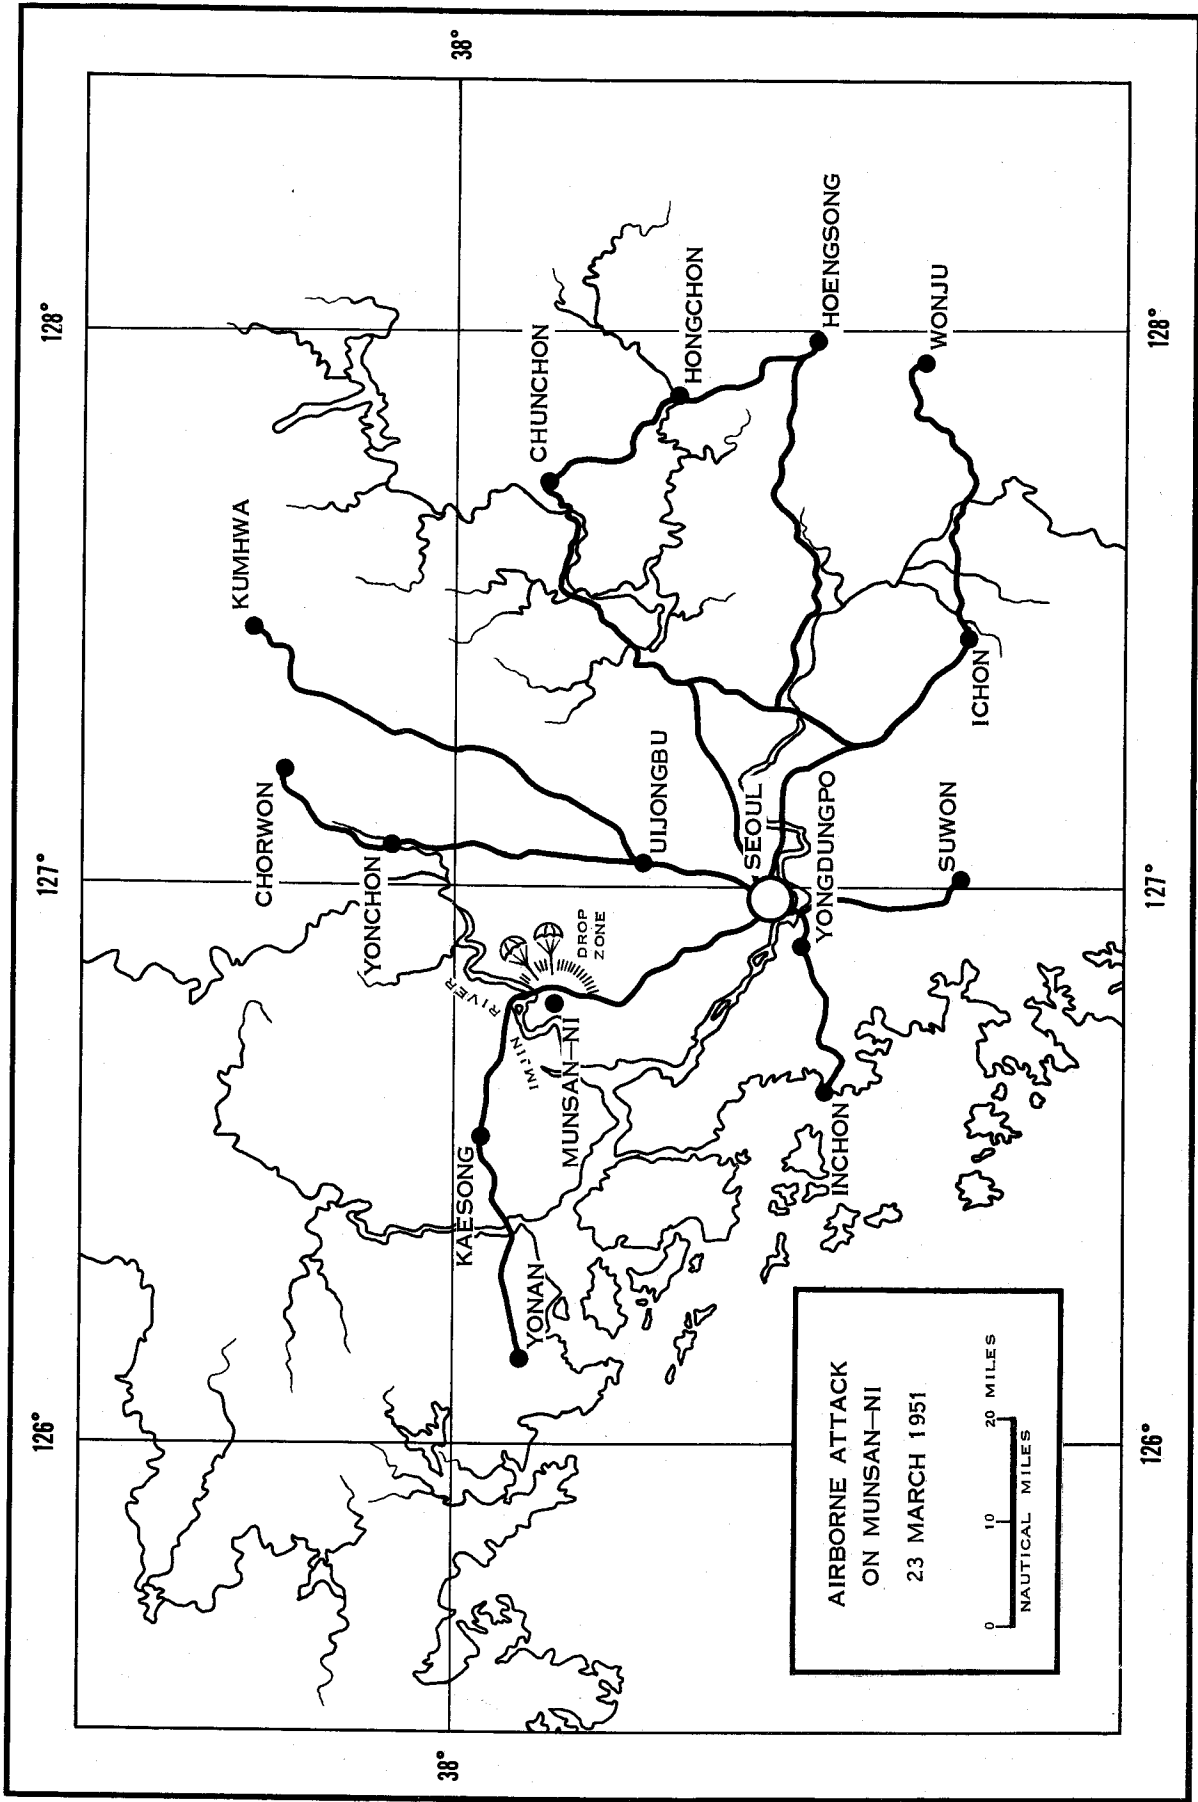 126°
127°
128°
38°
38°
KUMHWA
CHORWON
YONCHON
CHUNCHON
HONGCHON
HOENGSONG
WONJU
ICHON
UIJONGBU
SEOUL
YONGDUNGPO
SUWON
DROP
ZONE
IMJIN RIVER
MUNSAN—NI
KAESONG
YONAN
INCHON
AIRBORNE ATTACK
ON MUNSAN—NI
23 MARCH 1951
0 10 20 MILES
NAUTICAL MILES
126°
127°
128°